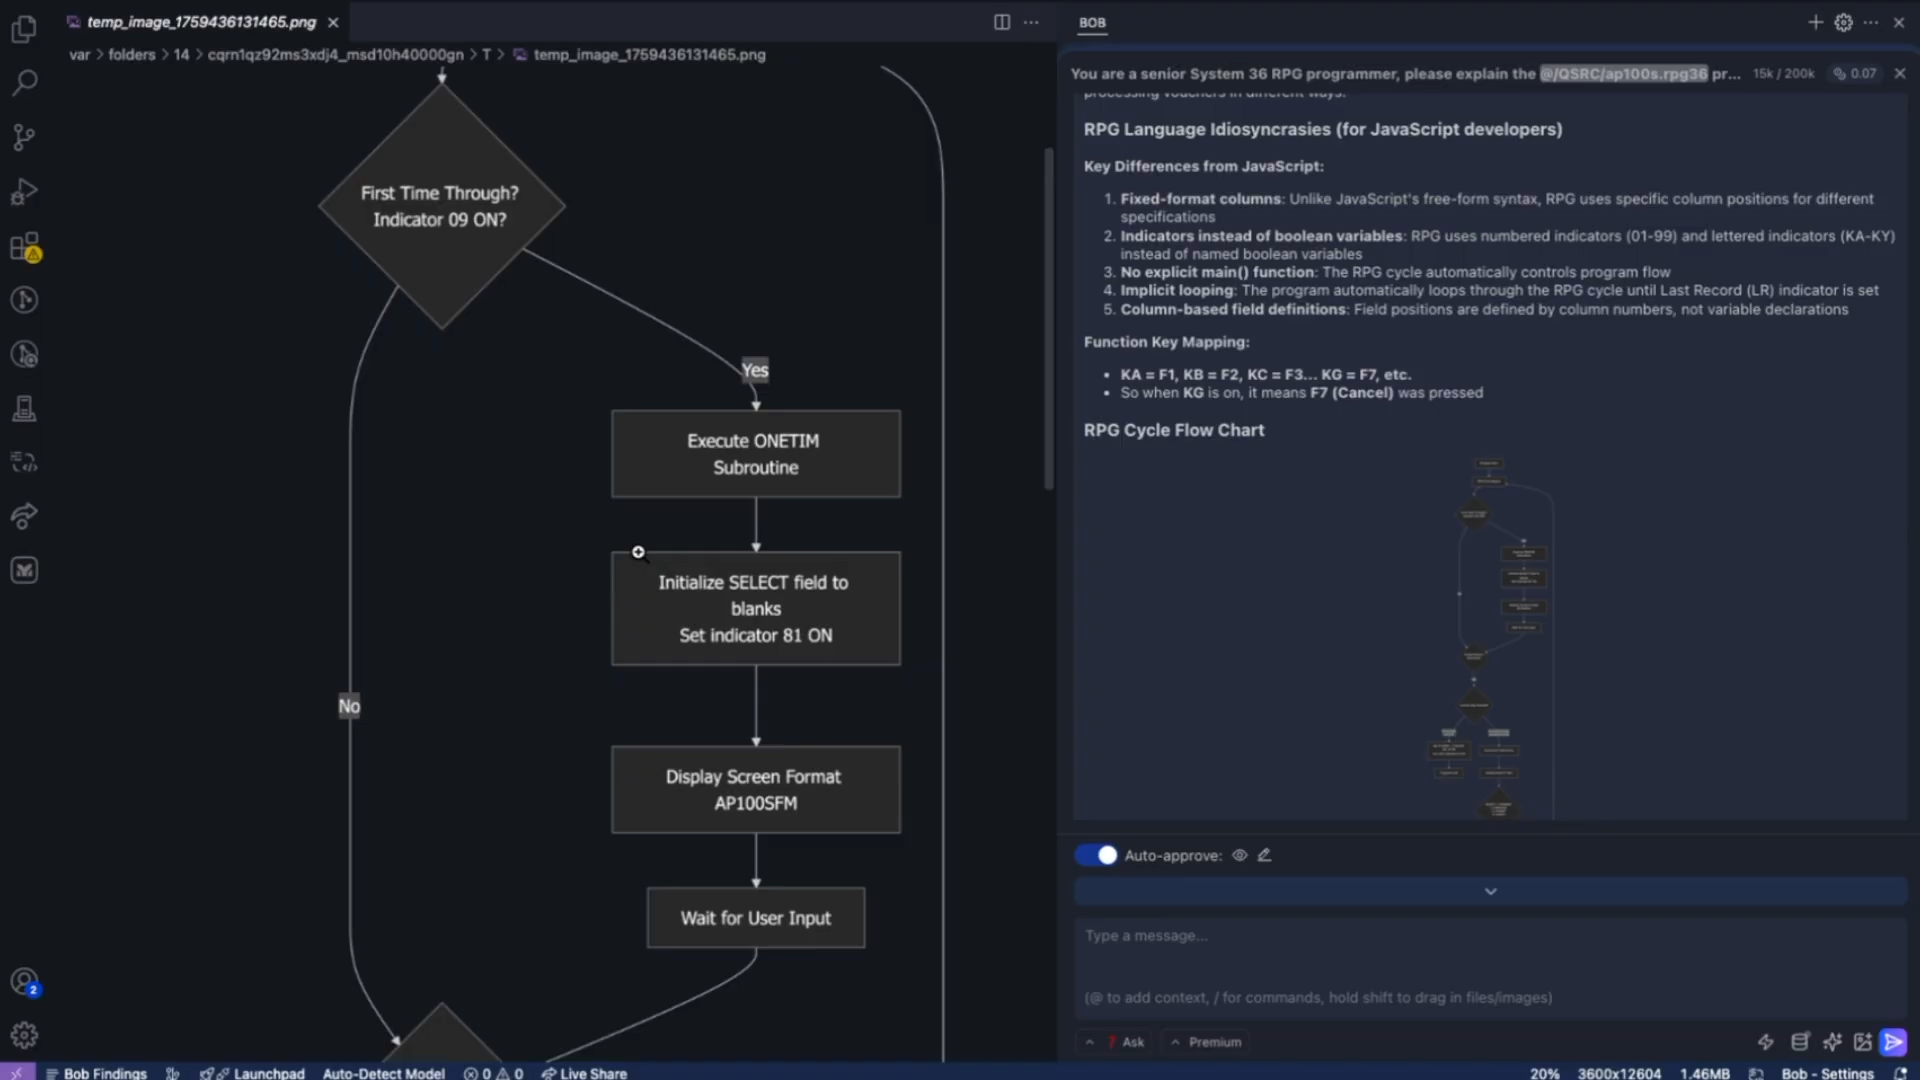 temp_image_1759436131465.png
var > folders > 14 > cqrn1qz92ms3xdj4_msd10h40000gn > T > temp_image_1759436131465.png
First Time Through?
Indicator 09 ON?
Yes
Execute ONETIM
Subroutine
Initialize SELECT field to
blanks
Set indicator 81 ON
No
Display Screen Format
AP100SFM
Wait for User Input
BOB
You are a senior System 36 RPG programmer, please explain the @/QSRC/ap100s.rpg36 pr... 15k / 200k 0.07
processing vouchers in different ways.
RPG Language Idiosyncrasies (for JavaScript developers)
Key Differences from JavaScript:
1. Fixed-format columns: Unlike JavaScript's free-form syntax, RPG uses specific column positions for different
specifications
2. Indicators instead of boolean variables: RPG uses numbered indicators (01-99) and lettered indicators (KA-KY)
instead of named boolean variables
3. No explicit main() function: The RPG cycle automatically controls program flow
4. Implicit looping: The program automatically loops through the RPG cycle until Last Record (LR) indicator is set
5. Column-based field definitions: Field positions are defined by column numbers, not variable declarations
Function Key Mapping:
• KA = F1, KB = F2, KC = F3... KG = F7, etc.
• So when KG is on, it means F7 (Cancel) was pressed
RPG Cycle Flow Chart
Auto-approve:
Type a message...
(@ to add context, / for commands, hold shift to drag in files/images)
Ask Premium
2
Bob Findings Launchpad Auto-Detect Model 0 0 Live Share 20% 3600x12604 1.46MB Bob - Settings